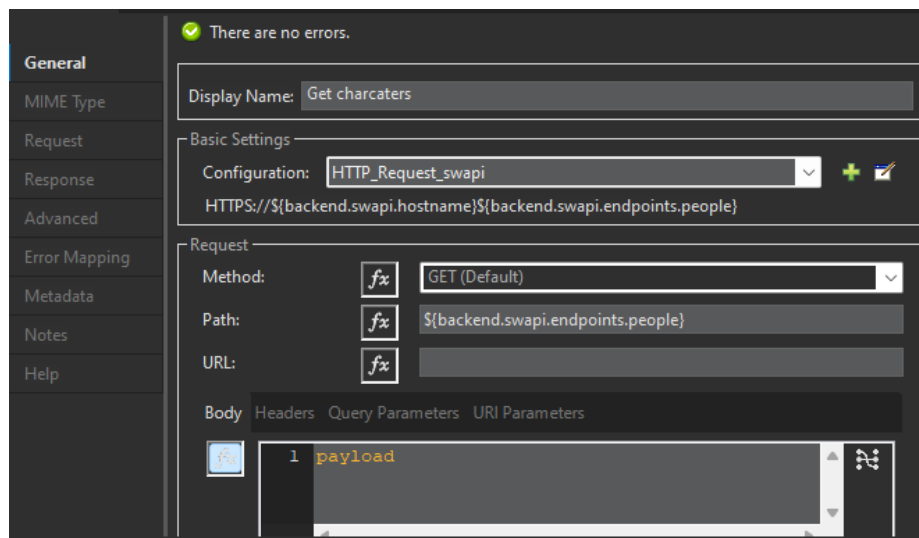 There are no errors.
General
MIME Type
Request
Response
Advanced
Error Mapping
Metadata
Notes
Help
Display Name: Get charcaters
Basic Settings
Configuration: HTTP_Request_swapi
HTTPS://${backend.swapi.hostname}${backend.swapi.endpoints.people}
Request
Method: fx GET (Default)
Path: fx ${backend.swapi.endpoints.people}
URL: fx
Body Headers Query Parameters URI Parameters
fx 1 payload